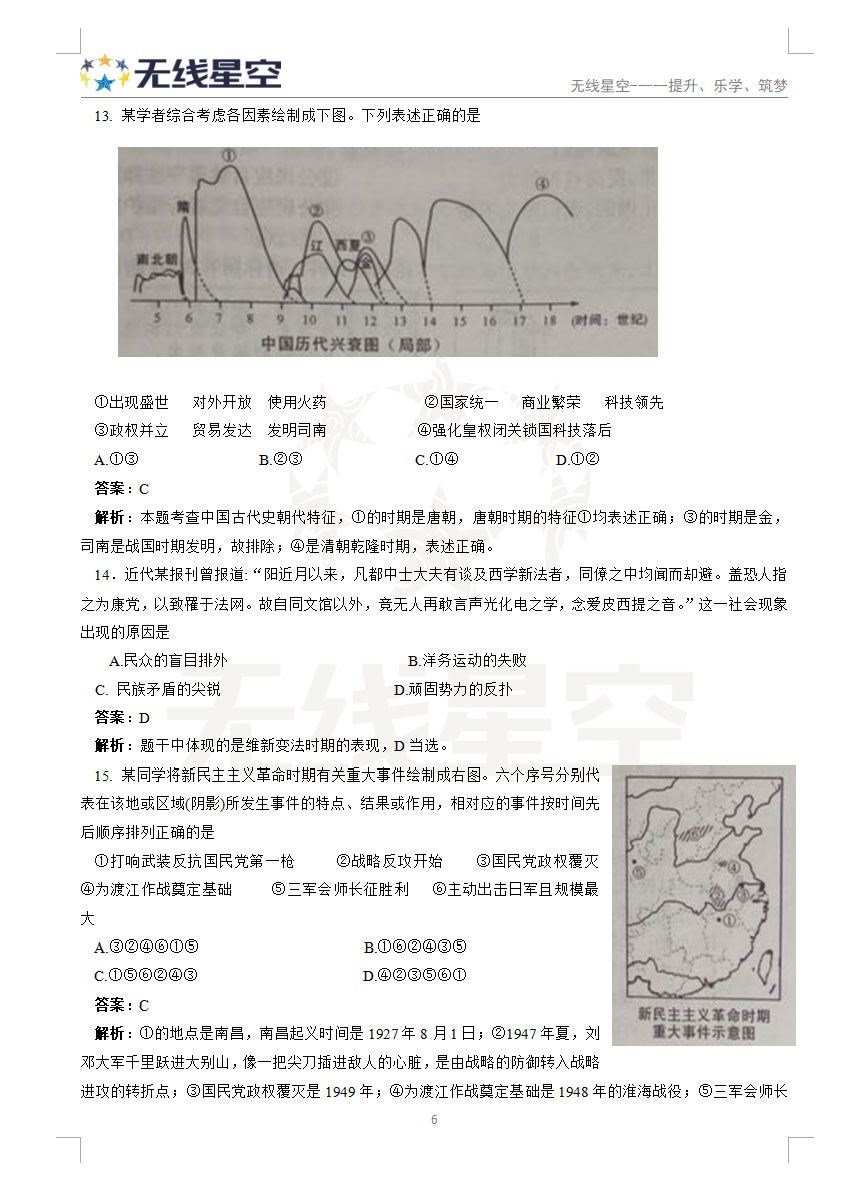 无线星空
无线星空-——提升、乐学、筑梦
13. 某学者综合考虑各因素绘制成下图。下列表述正确的是
① ② ③ ④
隋 辽 西夏 金
南北朝
5 6 7 8 9 10 11 12 13 14 15 16 17 18 (时间：世纪)
中国历代兴衰图（局部）
①出现盛世 对外开放 使用火药 ②国家统一 商业繁荣 科技领先
③政权并立 贸易发达 发明司南 ④强化皇权闭关锁国科技落后
A.①③ B.②③ C.①④ D.①②
答案：C
解析：本题考查中国古代史朝代特征，①的时期是唐朝，唐朝时期的特征①均表述正确；③的时期是金，
司南是战国时期发明，故排除；④是清朝乾隆时期，表述正确。
14．近代某报刊曾报道:“阳近月以来，凡都中士大夫有谈及西学新法者，同僚之中均闻而却避。盖恐人指
之为康党，以致罹于法网。故自同文馆以外，竞无人再敢言声光化电之学，念爱皮西提之音。”这一社会现象
出现的原因是
A.民众的盲目排外 B.洋务运动的失败
C. 民族矛盾的尖锐 D.顽固势力的反扑
答案：D
解析：题干中体现的是维新变法时期的表现，D 当选。
15. 某同学将新民主主义革命时期有关重大事件绘制成右图。六个序号分别代
表在该地或区域(阴影)所发生事件的特点、结果或作用，相对应的事件按时间先
后顺序排列正确的是
①打响武装反抗国民党第一枪 ②战略反攻开始 ③国民党政权覆灭
④为渡江作战奠定基础 ⑤三军会师长征胜利 ⑥主动出击日军且规模最
大
A.③②④⑥①⑤ B.①⑥②④③⑤
C.①⑤⑥②④③ D.④②③⑤⑥①
⑤ ④ ② ③ ①
新民主主义革命时期
重大事件示意图
答案：C
解析：①的地点是南昌，南昌起义时间是 1927 年 8 月 1 日；②1947 年夏，刘
邓大军千里跃进大别山，像一把尖刀插进敌人的心脏，是由战略的防御转入战略
进攻的转折点；③国民党政权覆灭是 1949 年；④为渡江作战奠定基础是 1948 年的淮海战役；⑤三军会师长
6
无线星空